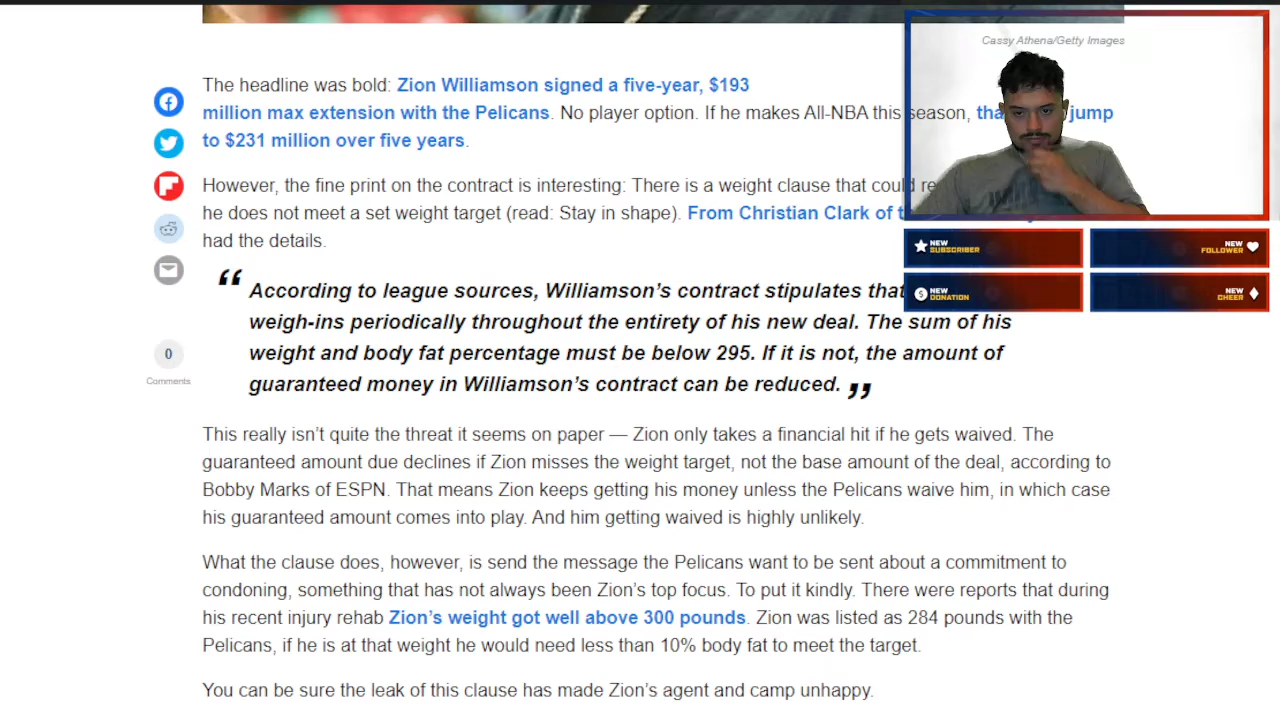 Cassy Athena/Getty Images
The headline was bold: Zion Williamson signed a five-year, $193
million max extension with the Pelicans. No player option. If he makes All-NBA this season, jump
to $231 million over five years.
However, the fine print on the contract is interesting: There is a weight clause that could
he does not meet a set weight target (read: Stay in shape). From Christian Clark of
had the details.
“ According to league sources, Williamson’s contract stipulates that
weigh-ins periodically throughout the entirety of his new deal. The sum of his
weight and body fat percentage must be below 295. If it is not, the amount of
guaranteed money in Williamson’s contract can be reduced. ”
0
Comments
This really isn’t quite the threat it seems on paper — Zion only takes a financial hit if he gets waived. The
guaranteed amount due declines if Zion misses the weight target, not the base amount of the deal, according to
Bobby Marks of ESPN. That means Zion keeps getting his money unless the Pelicans waive him, in which case
his guaranteed amount comes into play. And him getting waived is highly unlikely.
What the clause does, however, is send the message the Pelicans want to be sent about a commitment to
condoning, something that has not always been Zion’s top focus. To put it kindly. There were reports that during
his recent injury rehab Zion’s weight got well above 300 pounds. Zion was listed as 284 pounds with the
Pelicans, if he is at that weight he would need less than 10% body fat to meet the target.
You can be sure the leak of this clause has made Zion’s agent and camp unhappy.
NEW
SUBSCRIBER
NEW
FOLLOWER
NEW
DONATION
NEW
CHEER